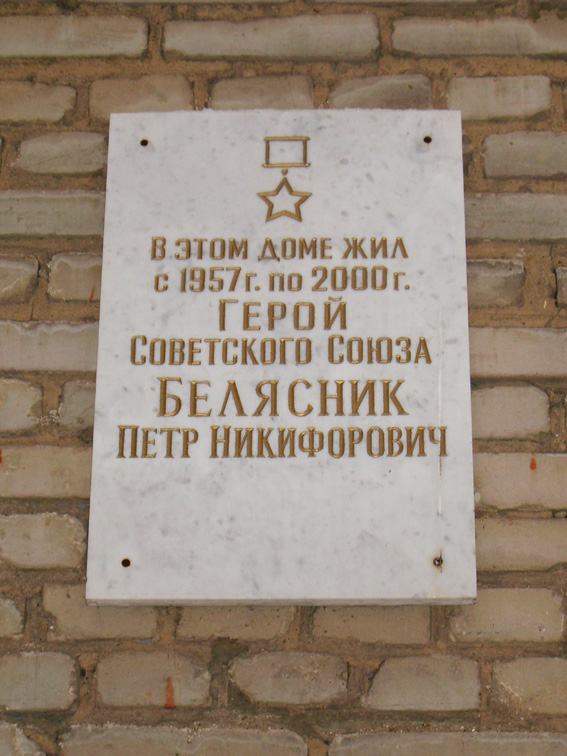 В ЭТОМ ДОМЕ ЖИЛ
С 1957 Г. ПО 2000 Г.
ГЕРОЙ
СОВЕТСКОГО СОЮЗА
БЕЛЯСНИК
ПЕТР НИКИФОРОВИЧ